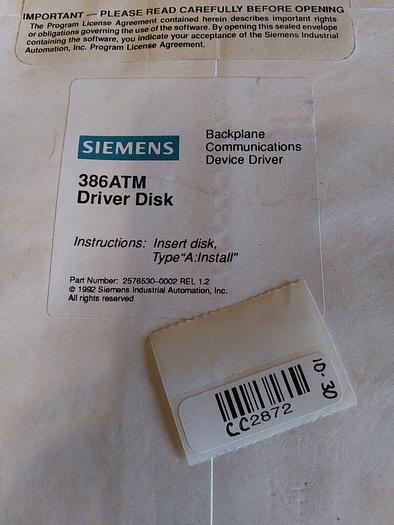 IMPORTANT — PLEASE READ CAREFULLY BEFORE OPENING
The Program License Agreement contained herein describes important rights
or obligations governing the use of the software. By opening this sealed envelope
containing the software, you indicate your acceptance of the Siemens Industrial
Automation, Inc. Program License Agreement.
SIEMENS
Backplane
Communications
Device Driver
386ATM
Driver Disk
Instructions: Insert disk,
Type"A:Install"
Part Number: 2576530-0002 REL 1.2
© 1992 Siemens Industrial Automation, Inc.
All rights reserved
10-30
CC2872